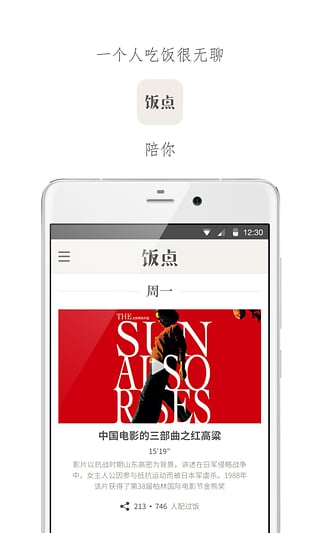 一个人吃饭很无聊
饭点
陪你
12:30
饭点
周一
THE
SUN
ALSO
RISES
中国电影的三部曲之红高粱
15'19"
影片以抗战时期山东高密为背景。讲述在日军侵略战争
中，女主人公因参与抵抗运动而被日本军虐杀。1988年
该片获得了第38届柏林国际电影节金熊奖
213 • 746 人配过饭